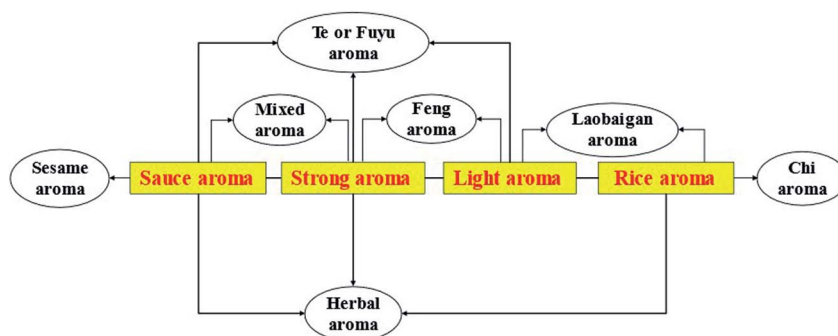 Te or Fuyu
aroma
Mixed
aroma
Feng
aroma
Laobaigan
aroma
Sesame
aroma
Sauce aroma
Strong aroma
Light aroma
Rice aroma
Chi
aroma
Herbal
aroma